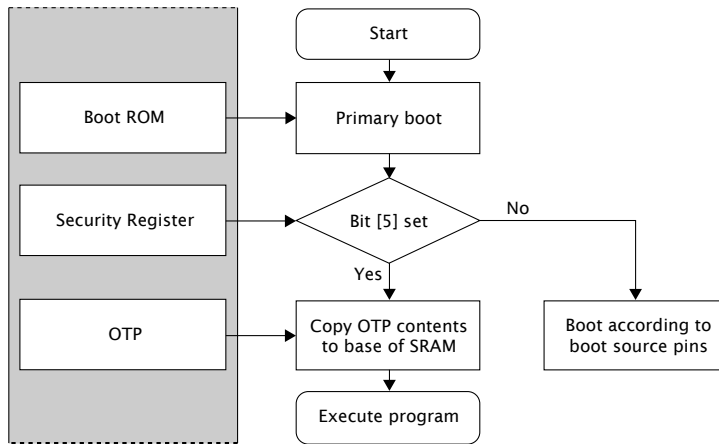 Start
Boot ROM
Primary boot
Security Register
Bit [5] set
No
Yes
OTP
Copy OTP contents
to base of SRAM
Boot according to
boot source pins
Execute program